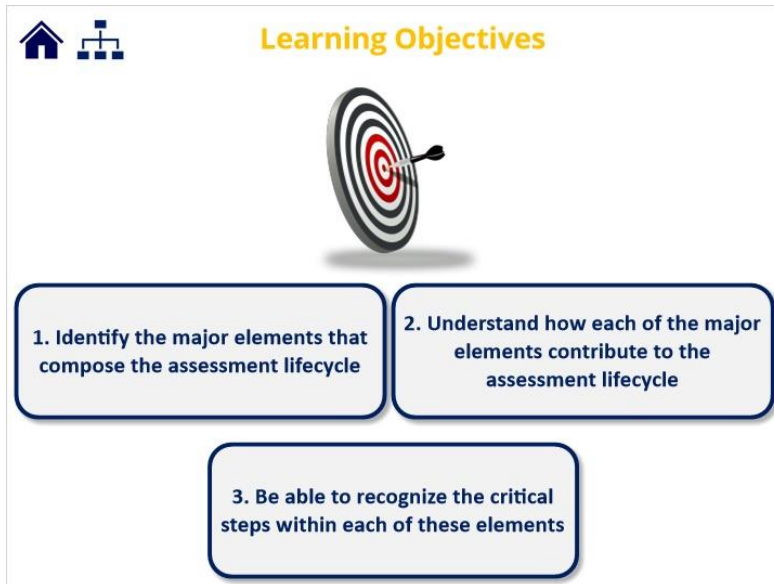 Learning Objectives
1. Identify the major elements that
compose the assessment lifecycle
2. Understand how each of the major
elements contribute to the
assessment lifecycle
3. Be able to recognize the critical
steps within each of these elements